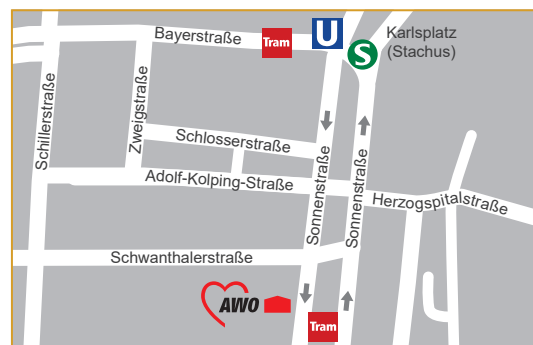 Bayerstraße
Tram
U
S
Karlsplatz
(Stachus)
Schillerstraße
Zweigstraße
Schlosserstraße
Sonnenstraße
Sonnenstraße
Adolf-Kolping-Straße
Herzogspitalstraße
Schwanthalerstraße
AWO
Tram